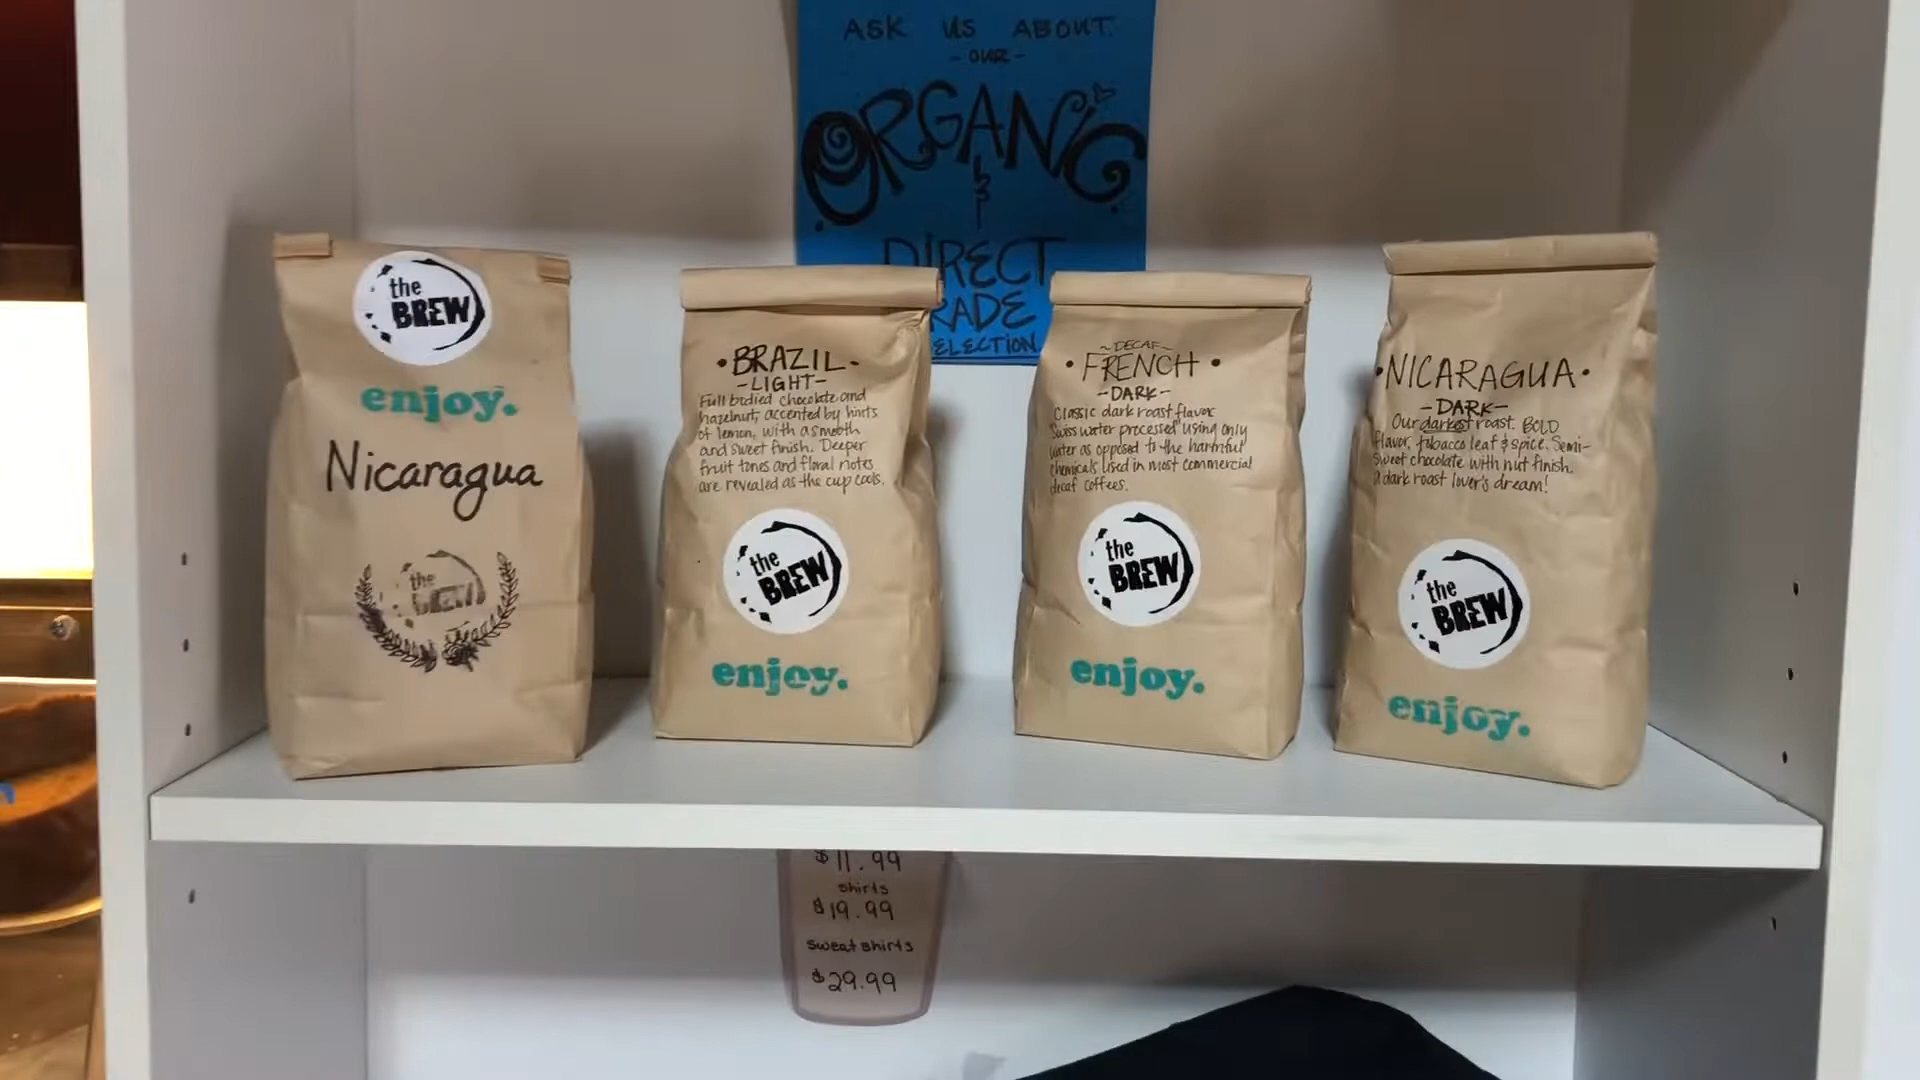 ASK US ABOUT
-OUR-
ORGANIC
&
DIRECT
RADE
ELECTION
the
BREW
enjoy.
Nicaragua
the
BREW
•BRAZIL•
-LIGHT-
Full bodied chocolate and
hazelnut, accented by hints
of lemon, with a smooth
and sweet finish. Deeper
fruit tones and floral notes
are revealed as the cup cools.
the
BREW
enjoy.
~DECAF~
•FRENCH•
-DARK-
Classic dark roast flavor.
Swiss water processed using only
water as opposed to the harmful
chemicals used in most commercial
decaf coffees.
the
BREW
enjoy.
•NICARAGUA•
-DARK-
Our darkest roast. BOLD
flavor, tobacco leaf & spice. Semi-
sweet chocolate with nut finish.
A dark roast lover's dream!
the
BREW
enjoy.
$11.99
shirts
$19.99
sweatshirts
$29.99